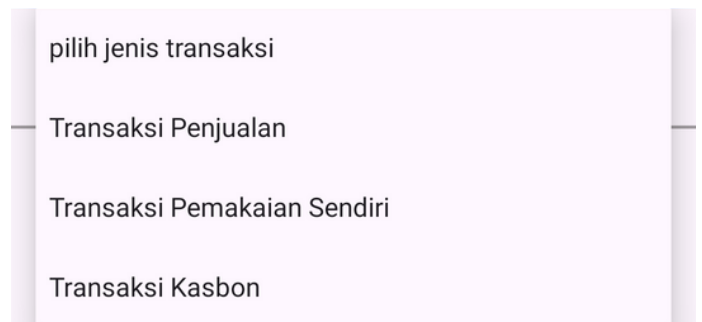 pilih jenis transaksi
Transaksi Penjualan
Transaksi Pemakaian Sendiri
Transaksi Kasbon